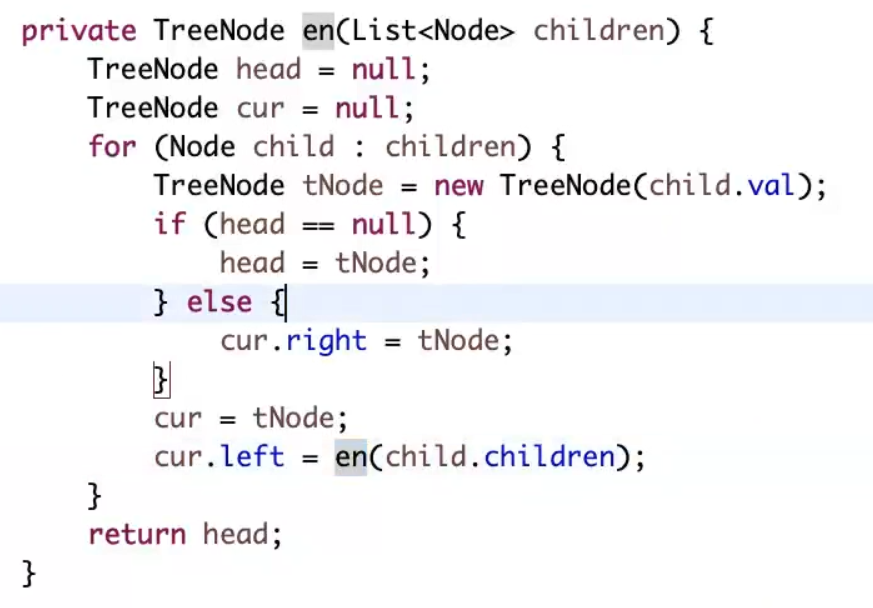 private TreeNode en(List<Node> children) {
    TreeNode head = null;
    TreeNode cur = null;
    for (Node child : children) {
        TreeNode tNode = new TreeNode(child.val);
        if (head == null) {
            head = tNode;
        } else {
            cur.right = tNode;
        }
        cur = tNode;
        cur.left = en(child.children);
    }
    return head;
}